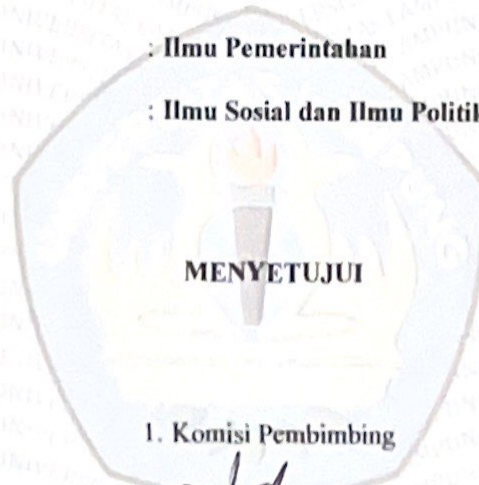 : Ilmu Pemerintahan
: Ilmu Sosial dan Ilmu Politik
MENYETUJUI
1. Komisi Pembimbing